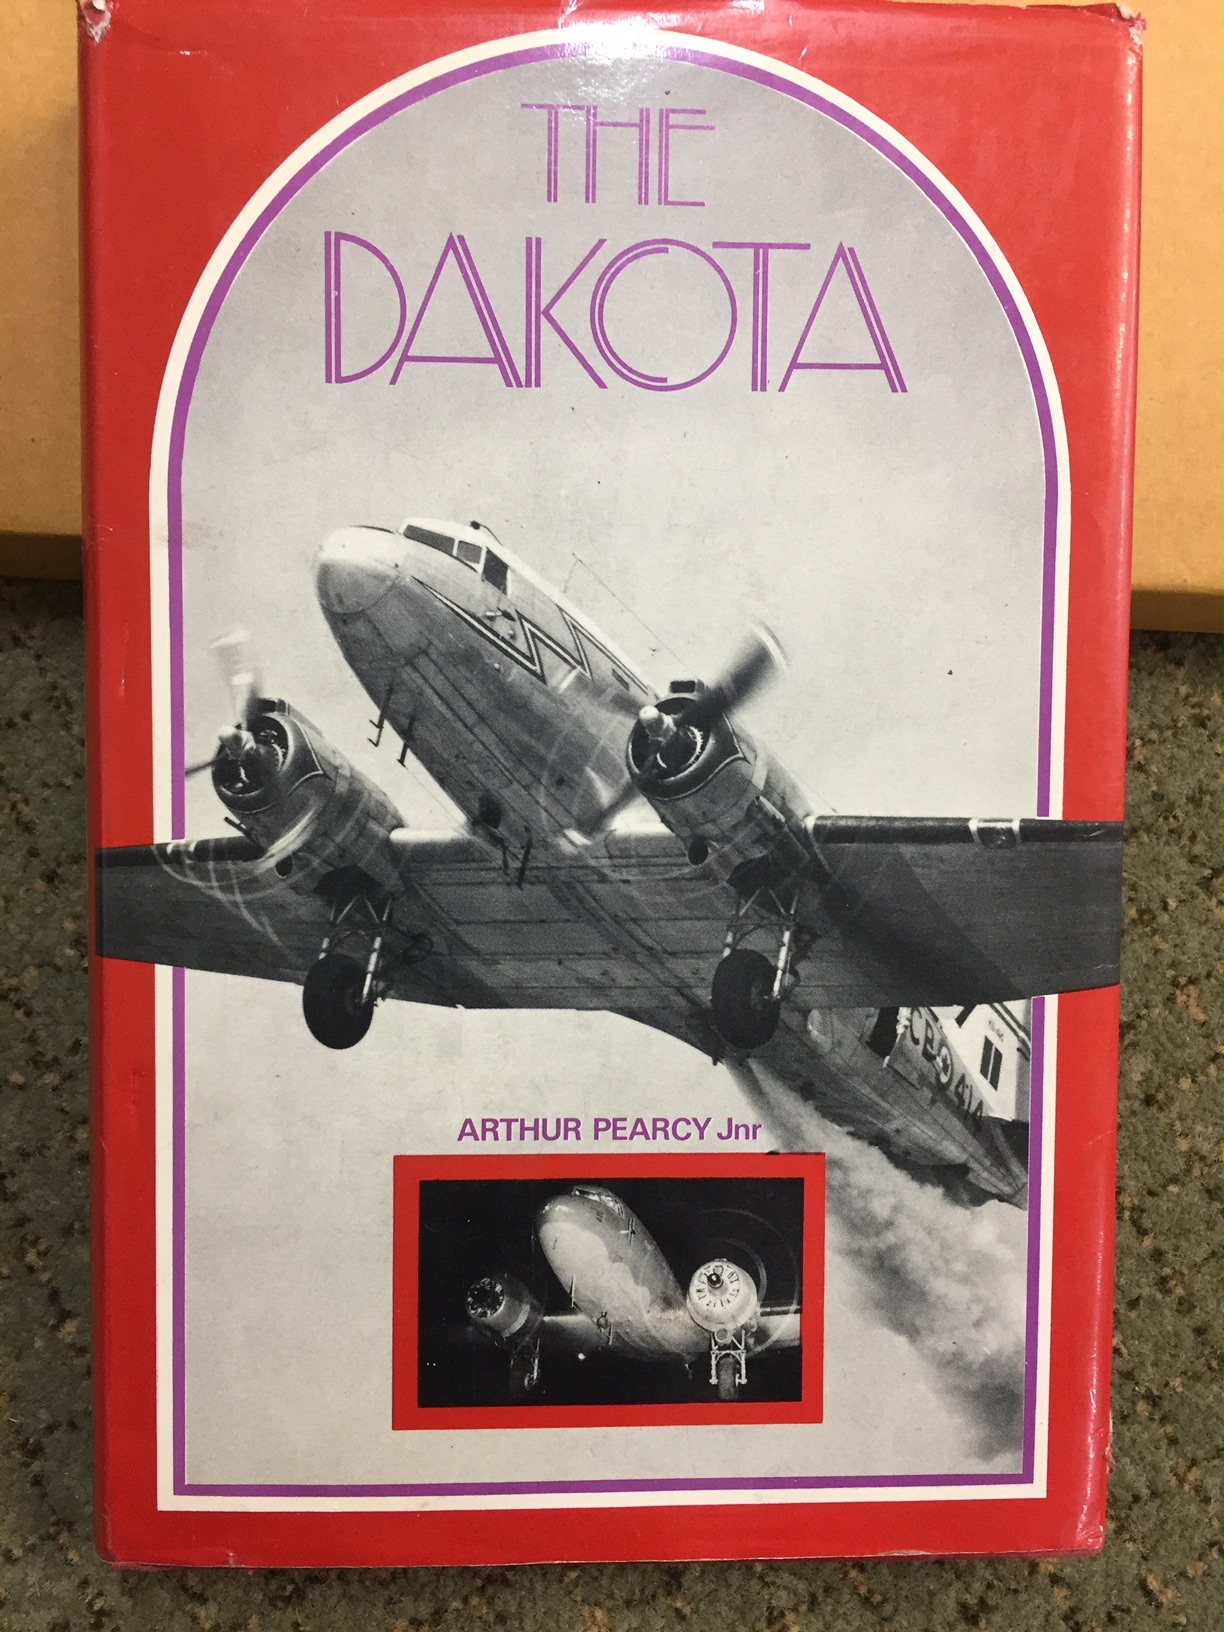 THE
DAKOTA
ARTHUR PEARCY Jnr